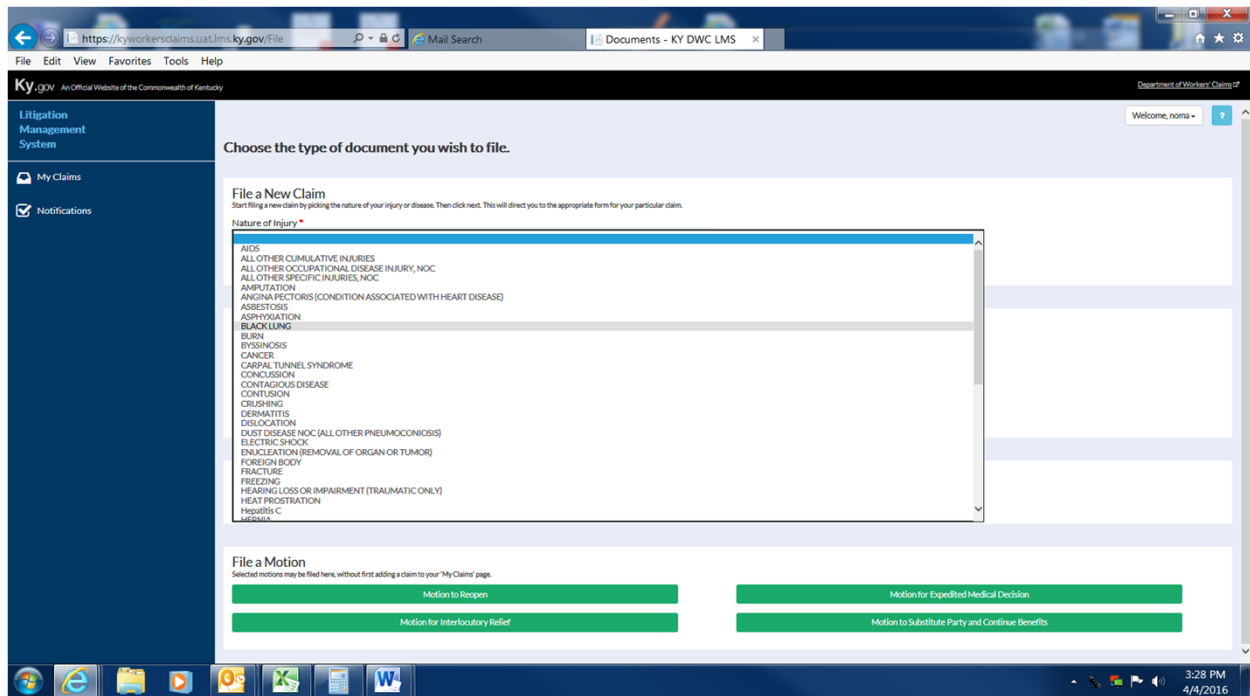 https://kyworkersclaims.uat.lms.ky.gov/File
Mail Search
Documents - KY DWC LMS
File Edit View Favorites Tools Help
Ky.gov An Official Website of the Commonwealth of Kentucky
Department of Workers' Claims
Litigation
Management
System
Welcome, noma
?
Choose the type of document you wish to file.
My Claims
Notifications
File a New Claim
Start filing a new claim by picking the nature of your injury or disease. Then click next. This will direct you to the appropriate form for your particular claim.
Nature of Injury *
AIDS
ALL OTHER CUMULATIVE INJURIES
ALL OTHER OCCUPATIONAL DISEASE INJURY, NOC
ALL OTHER SPECIFIC INJURIES, NOC
AMPUTATION
ANGINA PECTORIS (CONDITION ASSOCIATED WITH HEART DISEASE)
ASBESTOSIS
ASPHYXIATION
BLACK LUNG
BURN
BYSSINOSIS
CANCER
CARPAL TUNNEL SYNDROME
CONCUSSION
CONTAGIOUS DISEASE
CONTUSION
CRUSHING
DERMATITIS
DISLOCATION
DUST DISEASE NOC (ALL OTHER PNEUMOCONIOSIS)
ELECTRIC SHOCK
ENUCLEATION (REMOVAL OF ORGAN OR TUMOR)
FOREIGN BODY
FRACTURE
FREEZING
HEARING LOSS OR IMPAIRMENT (TRAUMATIC ONLY)
HEAT PROSTRATION
Hepatitis C
HERNIA
File a Motion
Selected motions may be filed here, without first adding a claim to your 'My Claims' page.
Motion to Reopen
Motion for Expedited Medical Decision
Motion for Interlocutory Relief
Motion to Substitute Party and Continue Benefits
3:28 PM
4/4/2016